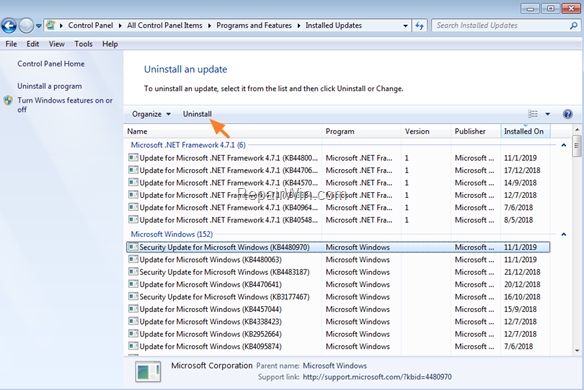 Control Panel ▸ All Control Panel Items ▸ Programs and Features ▸ Installed Updates
Search Installed Updates
File Edit View Tools Help
Control Panel Home
Uninstall a program
Turn Windows features on or
off
Uninstall an update
To uninstall an update, select it from the list and then click Uninstall or Change.
Organize Uninstall
Name Program Version Publisher Installed On
Microsoft .NET Framework 4.7.1 (6)
Update for Microsoft .NET Framework 4.7.1 (KB44800... Microsoft .NET Fra... 1 Microsoft ... 11/1/2019
Update for Microsoft .NET Framework 4.7.1 (KB44706... Microsoft .NET Fra... 1 Microsoft ... 17/12/2018
Update for Microsoft .NET Framework 4.7.1 (KB44570... Microsoft .NET Fra... 1 Microsoft ... 14/9/2018
Update for Microsoft .NET Framework 4.7.1 (KB44578... Microsoft .NET Fra... 1 Microsoft ... 12/7/2018
RepairWin.com
Update for Microsoft .NET Framework 4.7.1 (KB40964... Microsoft .NET Fra... 1 Microsoft ... 7/6/2018
Update for Microsoft .NET Framework 4.7.1 (KB40548... Microsoft .NET Fra... 1 Microsoft ... 8/5/2018
Microsoft Windows (152)
Security Update for Microsoft Windows (KB4480970) Microsoft Windows Microsoft ... 11/1/2019
Update for Microsoft Windows (KB4480063) Microsoft Windows Microsoft ... 11/1/2019
Security Update for Microsoft Windows (KB4483187) Microsoft Windows Microsoft ... 21/12/2018
Update for Microsoft Windows (KB4470641) Microsoft Windows Microsoft ... 17/12/2018
Security Update for Microsoft Windows (KB3177467) Microsoft Windows Microsoft ... 16/10/2018
Update for Microsoft Windows (KB4457044) Microsoft Windows Microsoft ... 13/9/2018
Update for Microsoft Windows (KB4338423) Microsoft Windows Microsoft ... 12/7/2018
Update for Microsoft Windows (KB2952664) Microsoft Windows Microsoft ... 12/7/2018
Update for Microsoft Windows (KB4095874) Microsoft Windows Microsoft ... 7/6/2018
Microsoft Corporation Parent name: Microsoft Windows
Support link: http://support.microsoft.com/?kbid=4480970